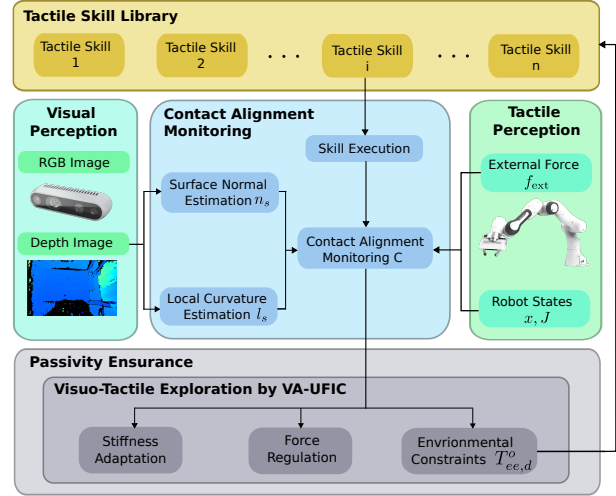 Tactile Skill Library
Tactile Skill
1
Tactile Skill
2
. . .
Tactile Skill
i
. . .
Tactile Skill
n
Visual
Perception
RGB Image
Depth Image
Contact Alignment
Monitoring
Skill Execution
Surface Normal
Estimation n_s
Contact Alignment
Monitoring C
Local Curvature
Estimation l_s
Tactile
Perception
External Force
f_ext
Robot States
x, J
Passivity Ensurance
Visuo-Tactile Exploration by VA-UFIC
Stiffness
Adaptation
Force
Regulation
Envrionmental
Constraints T^o_{ee,d}